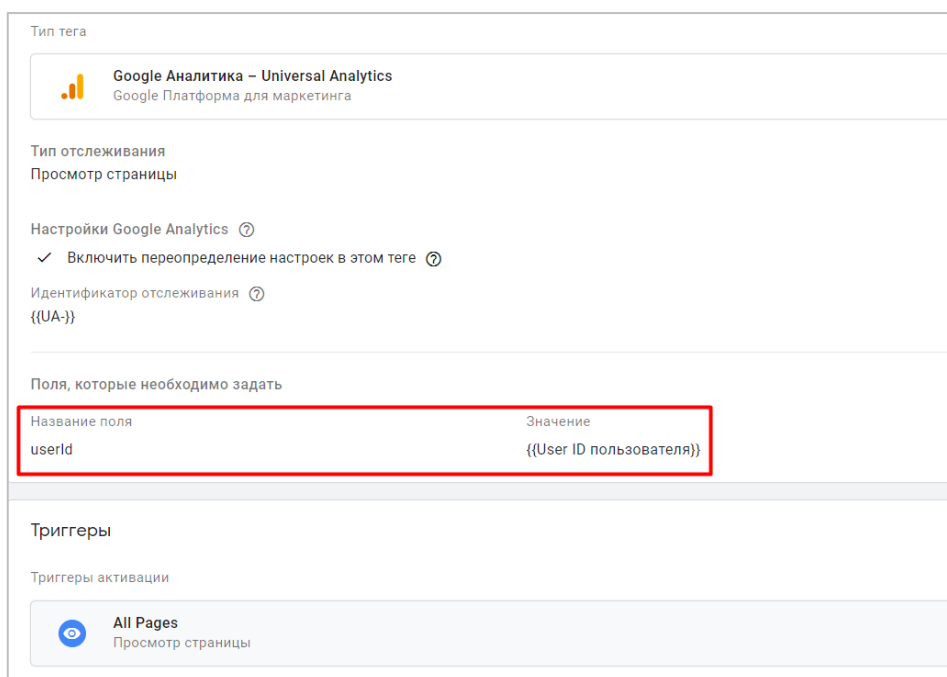 Тип тега
Google Аналитика – Universal Analytics
Google Платформа для маркетинга
Тип отслеживания
Просмотр страницы
Настройки Google Analytics ?
Включить переопределение настроек в этом теге ?
Идентификатор отслеживания ?
{{UA-}}
Поля, которые необходимо задать
Название поля Значение
userId {{User ID пользователя}}
Триггеры
Триггеры активации
All Pages
Просмотр страницы